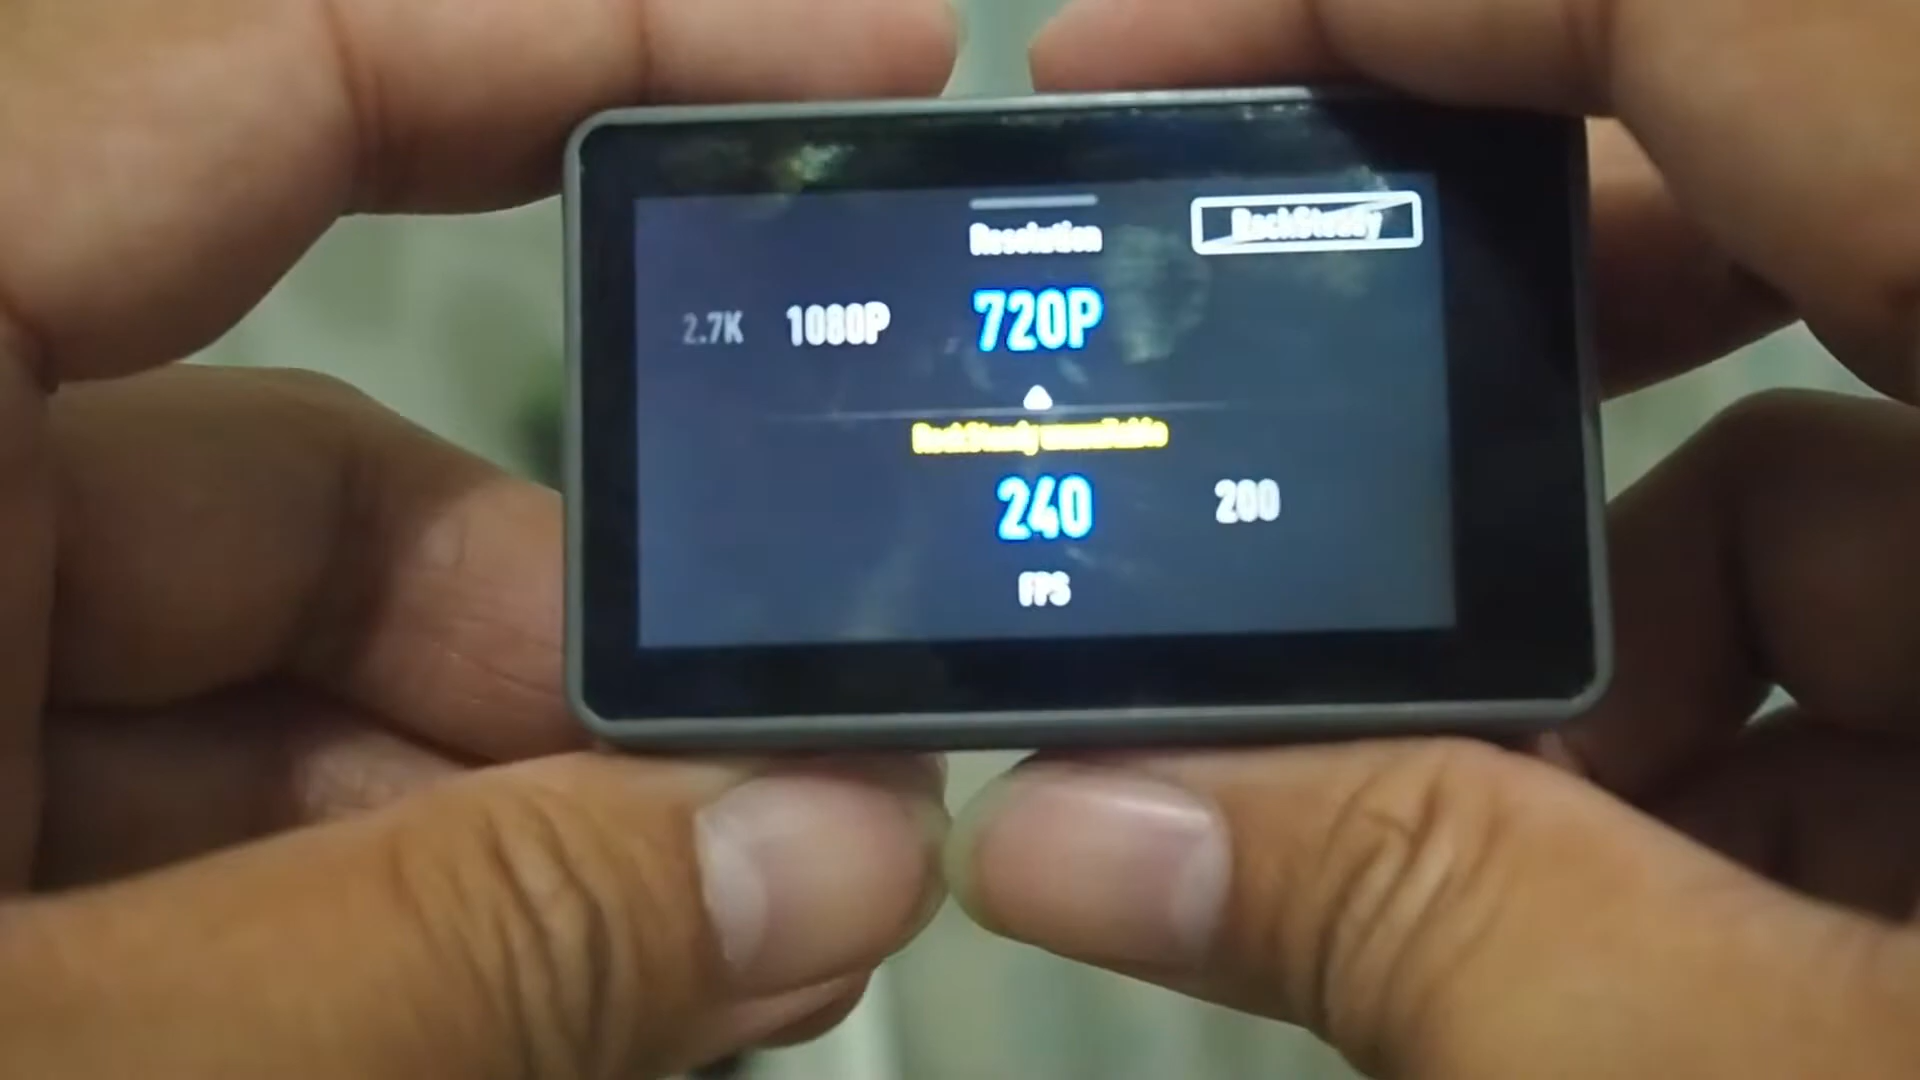 Resolution
RockSteady
2.7K 1080P 720P
RockSteady unavailable
240 200
FPS